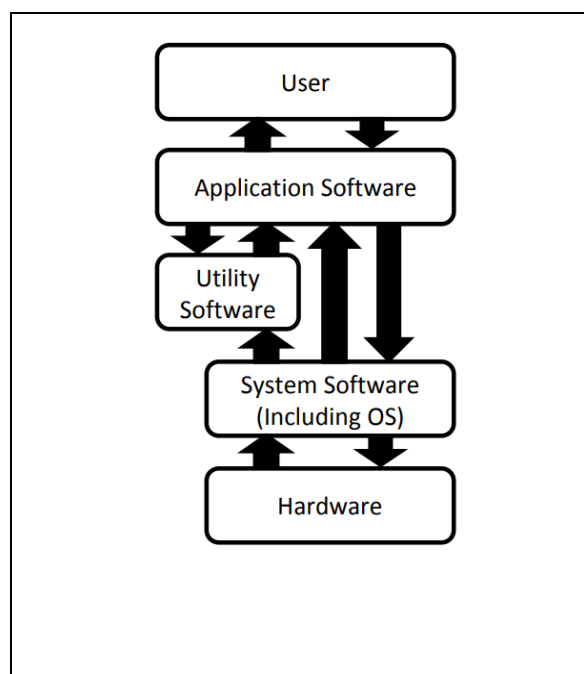 User
Application Software
Utility
Software
System Software
(Including OS)
Hardware